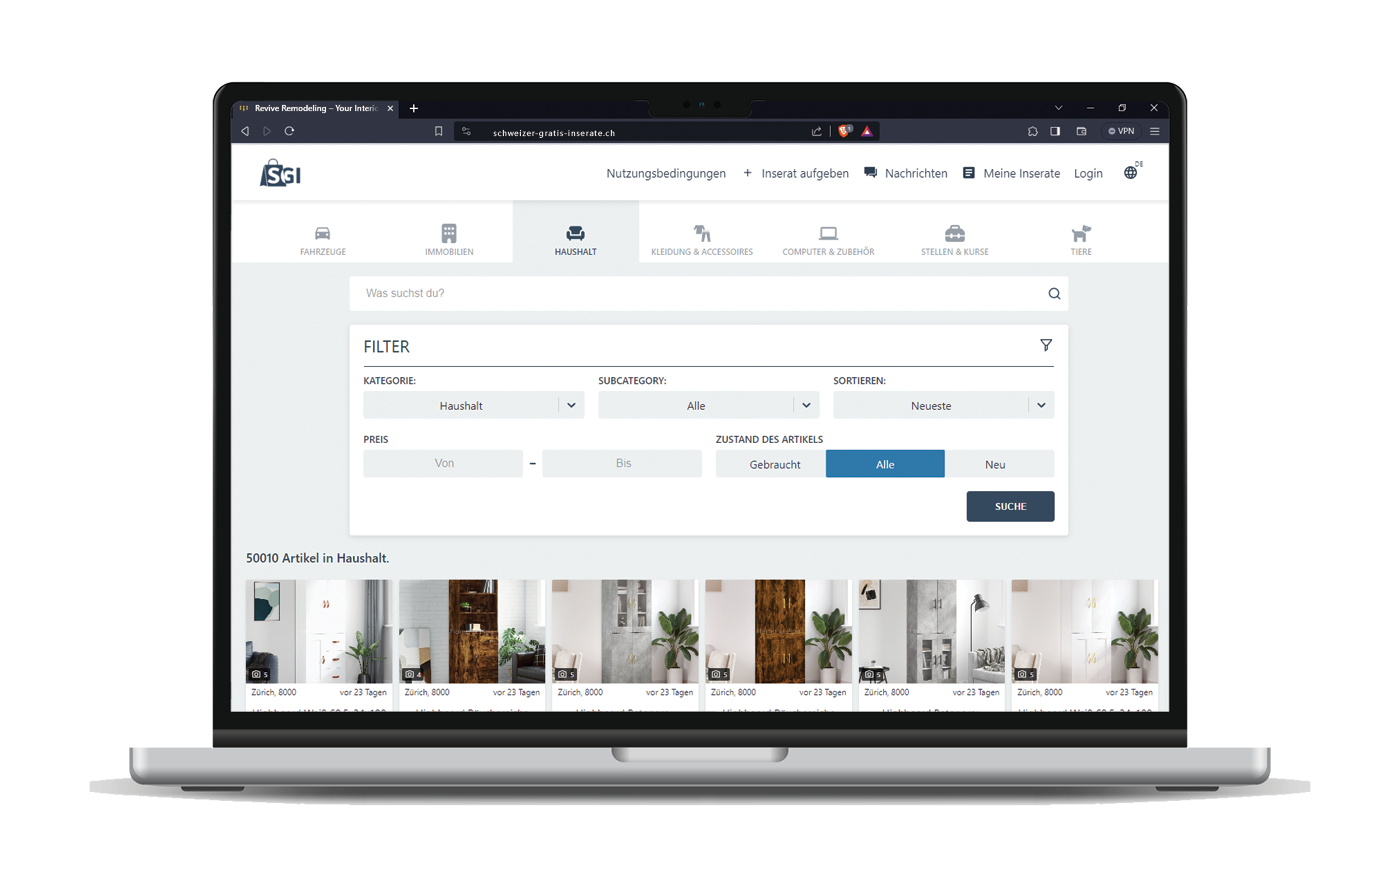 Revive Remodeling – Your Interio
schweizer-gratis-inserate.ch
VPN
SGI
Nutzungsbedingungen + Inserat aufgeben Nachrichten Meine Inserate Login DE
FAHRZEUGE IMMOBILIEN HAUSHALT KLEIDUNG & ACCESSOIRES COMPUTER & ZUBEHÖR STELLEN & KURSE TIERE
Was suchst du?
FILTER
KATEGORIE: SUBCATEGORY: SORTIEREN:
Haushalt Alle Neueste
PREIS ZUSTAND DES ARTIKELS
Von – Bis Gebraucht Alle Neu
SUCHE
50010 Artikel in Haushalt.
5 4 5 5 5 5
Zürich, 8000 vor 23 Tagen Zürich, 8000 vor 23 Tagen Zürich, 8000 vor 23 Tagen Zürich, 8000 vor 23 Tagen Zürich, 8000 vor 23 Tagen Zürich, 8000 vor 23 Tagen